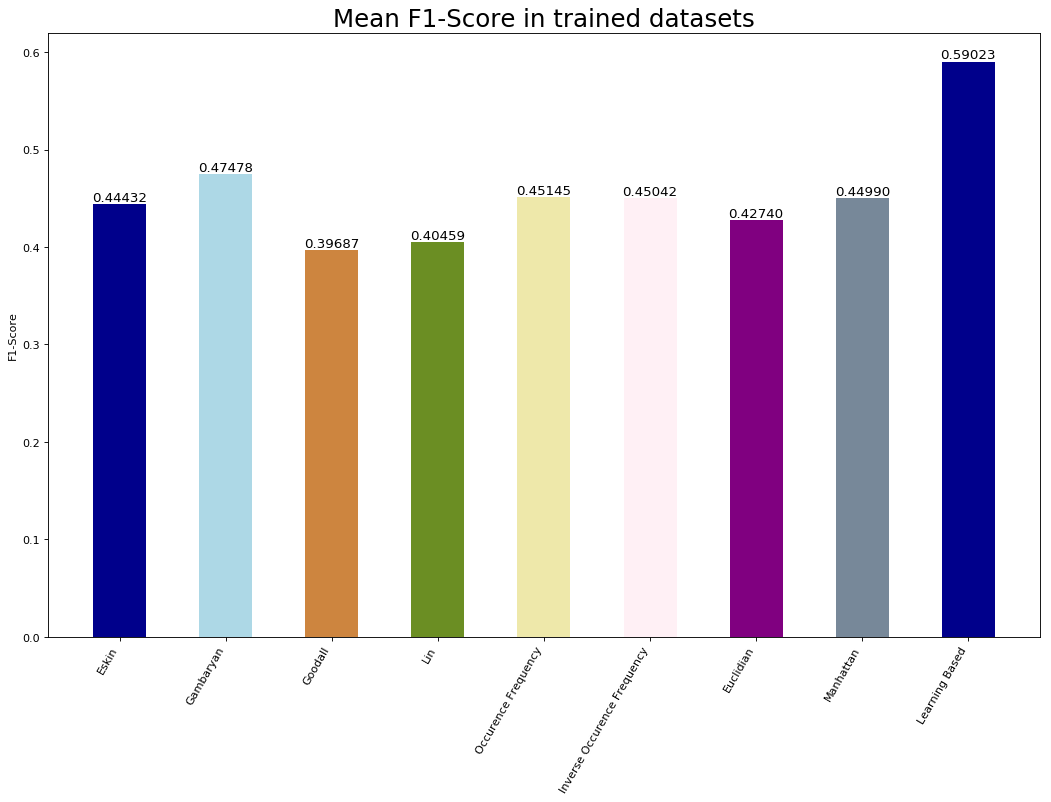 Mean F1-Score in trained datasets
F1-Score
0.6
0.5
0.4
0.3
0.2
0.1
0.0
0.44432
0.47478
0.39687
0.40459
0.45145
0.45042
0.42740
0.44990
0.59023
Eskin
Gambaryan
Goodall
Lin
Occurence Frequency
Inverse Occurence Frequency
Euclidian
Manhattan
Learning Based